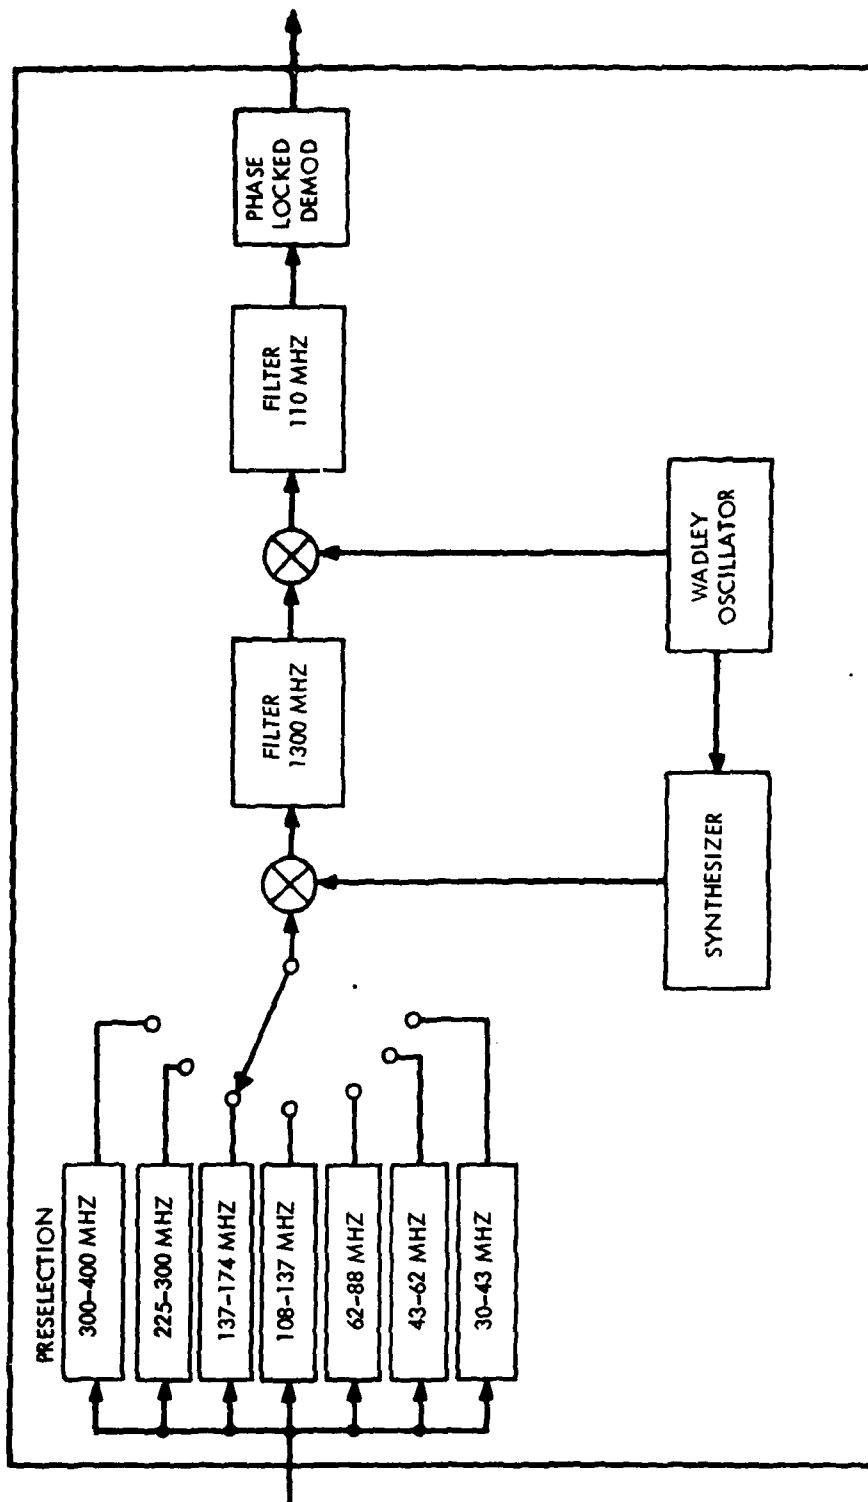 PRESELECTION
300-400 MHZ
225-300 MHZ
137-174 MHZ
108-137 MHZ
62-88 MHZ
43-62 MHZ
30-43 MHZ
FILTER
1300 MHZ
FILTER
110 MHZ
PHASE
LOCKED
DEMOD
SYNTHESIZER
WADLEY
OSCILLATOR